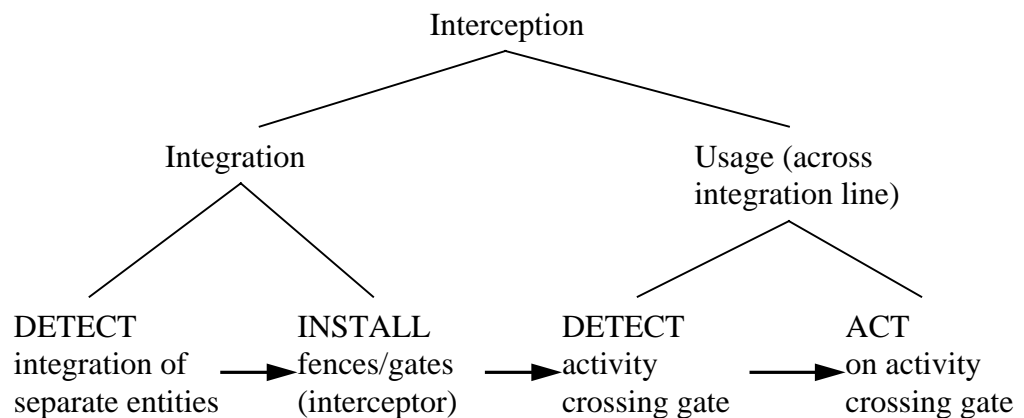 Interception
Integration
Usage (across
integration line)
DETECT
integration of
separate entities
INSTALL
fences/gates
(interceptor)
DETECT
activity
crossing gate
ACT
on activity
crossing gate